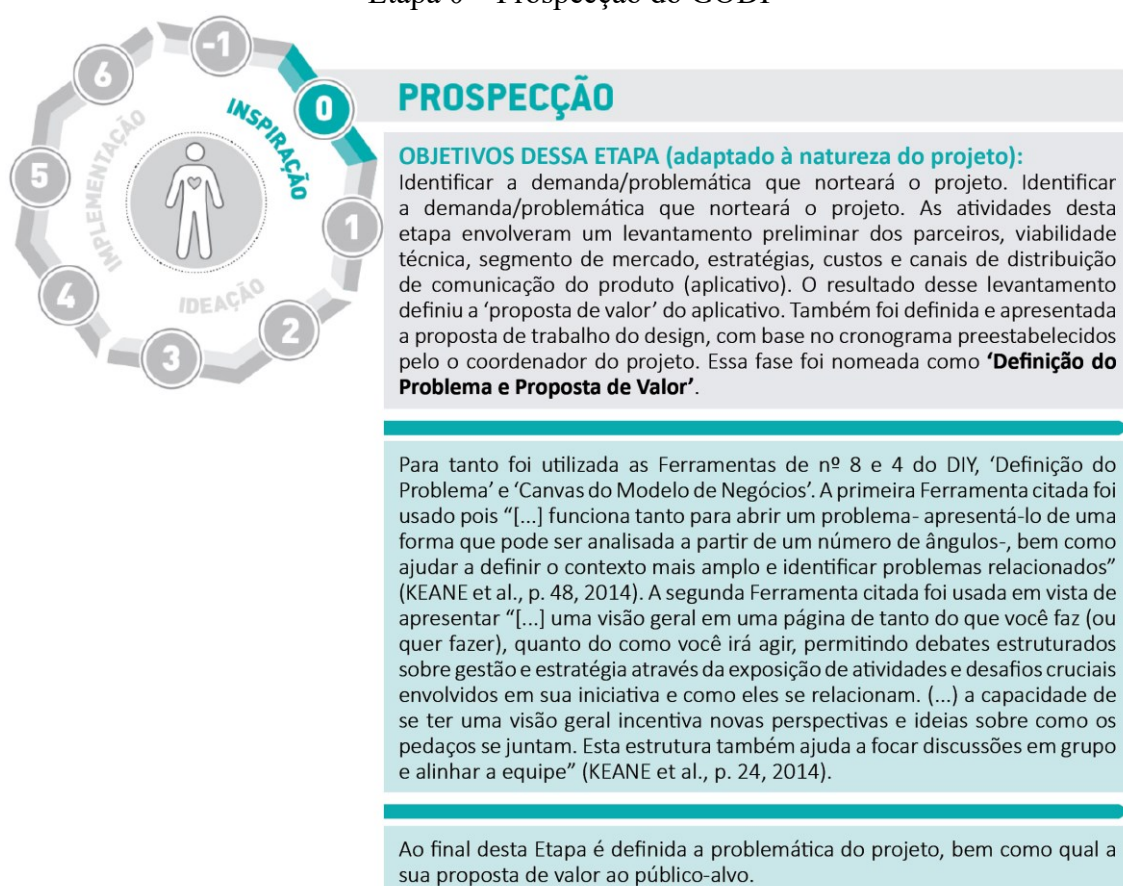 Etapa 0 – Prospecção do GODP
-1
0
1
2
3
4
5
6
INSPIRAÇÃO
IDEAÇÃO
IMPLEMENTAÇÃO
PROSPECÇÃO
OBJETIVOS DESSA ETAPA (adaptado à natureza do projeto):
Identificar a demanda/problemática que norteará o projeto. Identificar
a demanda/problemática que norteará o projeto. As atividades desta
etapa envolveram um levantamento preliminar dos parceiros, viabilidade
técnica, segmento de mercado, estratégias, custos e canais de distribuição
de comunicação do produto (aplicativo). O resultado desse levantamento
definiu a ‘proposta de valor’ do aplicativo. Também foi definida e apresentada
a proposta de trabalho do design, com base no cronograma preestabelecidos
pelo o coordenador do projeto. Essa fase foi nomeada como ‘Definição do
Problema e Proposta de Valor’.
Para tanto foi utilizada as Ferramentas de nº 8 e 4 do DIY, ‘Definição do
Problema’ e ‘Canvas do Modelo de Negócios’. A primeira Ferramenta citada foi
usado pois “[...] funciona tanto para abrir um problema- apresentá-lo de uma
forma que pode ser analisada a partir de um número de ângulos-, bem como
ajudar a definir o contexto mais amplo e identificar problemas relacionados”
(KEANE et al., p. 48, 2014). A segunda Ferramenta citada foi usada em vista de
apresentar “[...] uma visão geral em uma página de tanto do que você faz (ou
quer fazer), quanto do como você irá agir, permitindo debates estruturados
sobre gestão e estratégia através da exposição de atividades e desafios cruciais
envolvidos em sua iniciativa e como eles se relacionam. (...) a capacidade de
se ter uma visão geral incentiva novas perspectivas e ideias sobre como os
pedaços se juntam. Esta estrutura também ajuda a focar discussões em grupo
e alinhar a equipe” (KEANE et al., p. 24, 2014).
Ao final desta Etapa é definida a problemática do projeto, bem como qual a
sua proposta de valor ao público-alvo.